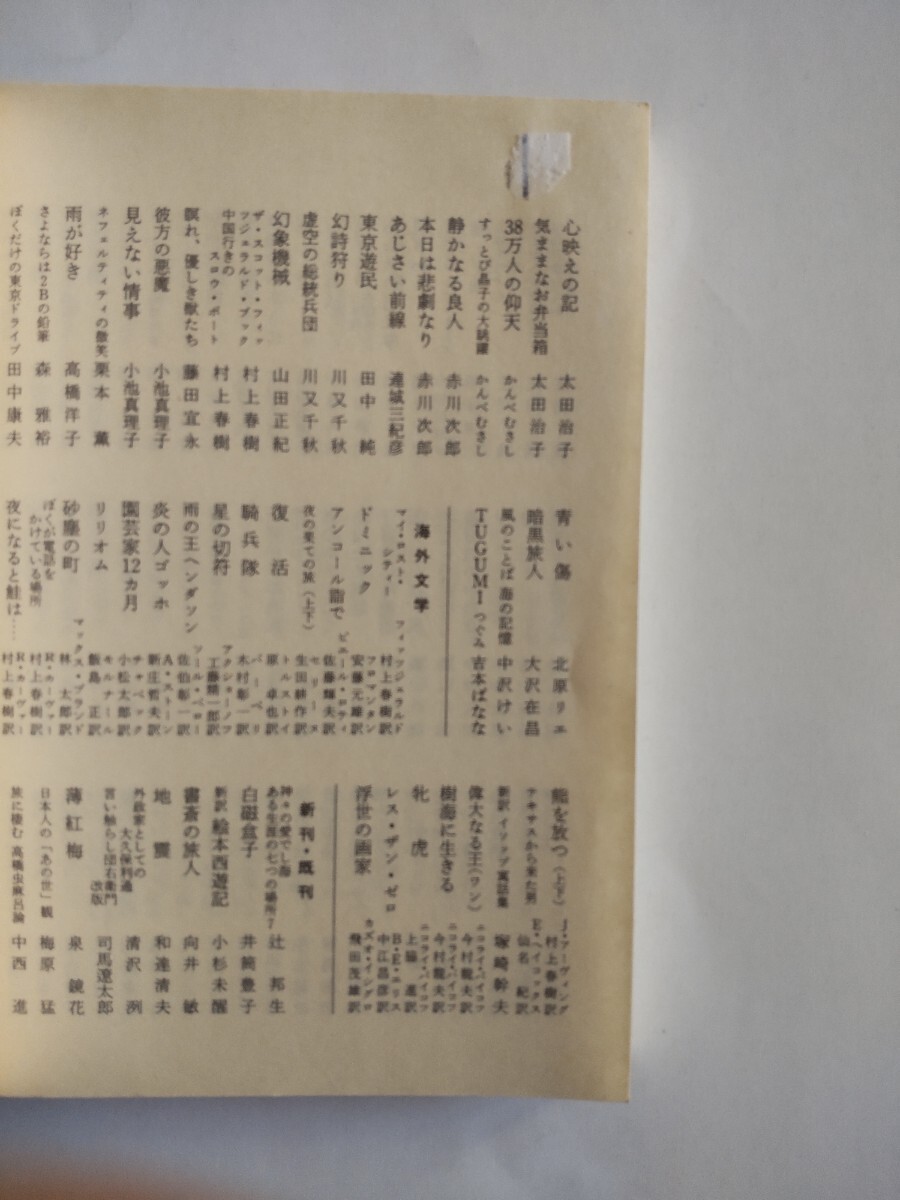 心映えの記 太田治子
気ままなお弁当箱 太田治子
38万人の仰天 かんべむさし
すっとび晶子の大跳躍 かんべむさし
静かなる良人 赤川次郎
本日は悲劇なり 赤川次郎
あじさい前線 連城三紀彦
東京遊民 田中純
幻詩狩り 川又千秋
虚空の総統兵団 川又千秋
幻象機械 山田正紀
ザ・スコット・フィッツジェラルド・ブック 村上春樹
中国行きのスロウ・ボート 村上春樹
瞑れ、優しき獣たち 藤田宜永
彼方の悪魔 小池真理子
見えない情事 小池真理子
ネフェルティティの微笑 栗本薫
雨が好き 高橋洋子
さよならは2Bの鉛筆 森雅裕
ぼくだけの東京ドライブ 田中康夫
青い傷 北原リエ
暗黒旅人 大沢在昌
風のことば 海の記憶 中沢けい
TUGUMI つぐみ 吉本ばなな
海外文学
マイ・ロスト・シティー フィッツジェラルド 村上春樹訳
ドミニック フロマンタン 安藤元雄訳
アンコール詣で ピエール・ロティ 佐藤輝夫訳
夜の果ての旅(上下) セリーヌ 生田耕作訳
復活 トルストイ 原卓也訳
騎兵隊 バーベリ 木村彰一訳
星の切符 アクショーノフ 工藤精一郎訳
雨の王ヘンダソン ソール・ベロー 佐伯彰一訳
炎の人ゴッホ A・ストーン 新庄哲夫訳
園芸家12カ月 チャペック 小松太郎訳
リリオム モルナール 飯島正訳
砂塵の町 マックス・ブランド 林太郎訳
ぼくが電話をかけている場所 R・カーヴァー 村上春樹訳
夜になると鮭は…… R・カーヴァー 村上春樹訳
熊を放つ(上下) J・アーヴィング 村上春樹訳
テキサスから来た男 E・ヘイコックス 仙名紀訳
新訳 イソップ寓話集 塚崎幹夫
偉大なる王(ワン) ニコライ・バイコフ 今村龍夫訳
樹海に生きる ニコライ・バイコフ 今村龍夫訳
牝虎 ニコライ・バイコフ 上脇進訳
レス・ザン・ゼロ B・E・エリス 中江昌彦訳
浮世の画家 カズオ・イシグロ 飛田茂雄訳
新刊・既刊
神々の愛でし海 ある生涯の七つの場所7 辻邦生
白磁盒子 井筒豊子
新訳 絵本西遊記 小杉未醒
書斎の旅人 向井敏
地震 和達清夫
外政家としての大久保利通 清沢洌
言い触らし団右衛門 改版 司馬遼太郎
薄紅梅 泉鏡花
日本人の「あの世」観 梅原猛
旅に棲む 高橋虫麻呂論 中西進